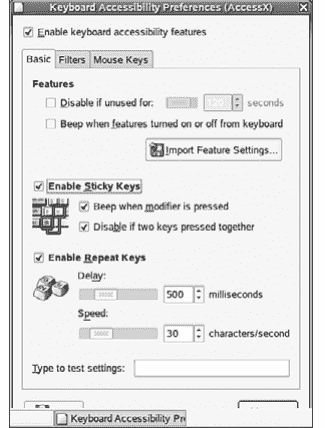 Keyboard Accessibility Preferences (AccessX)
Enable keyboard accessibility features
Basic Filters Mouse Keys
Features
Disable if unused for: 120 seconds
Beep when features turned on or off from keyboard
Import Feature Settings...
Enable Sticky Keys
Beep when modifier is pressed
Disable if two keys pressed together
Enable Repeat Keys
Delay:
500 milliseconds
Speed:
30 characters/second
Type to test settings:
Keyboard Accessibility Pr